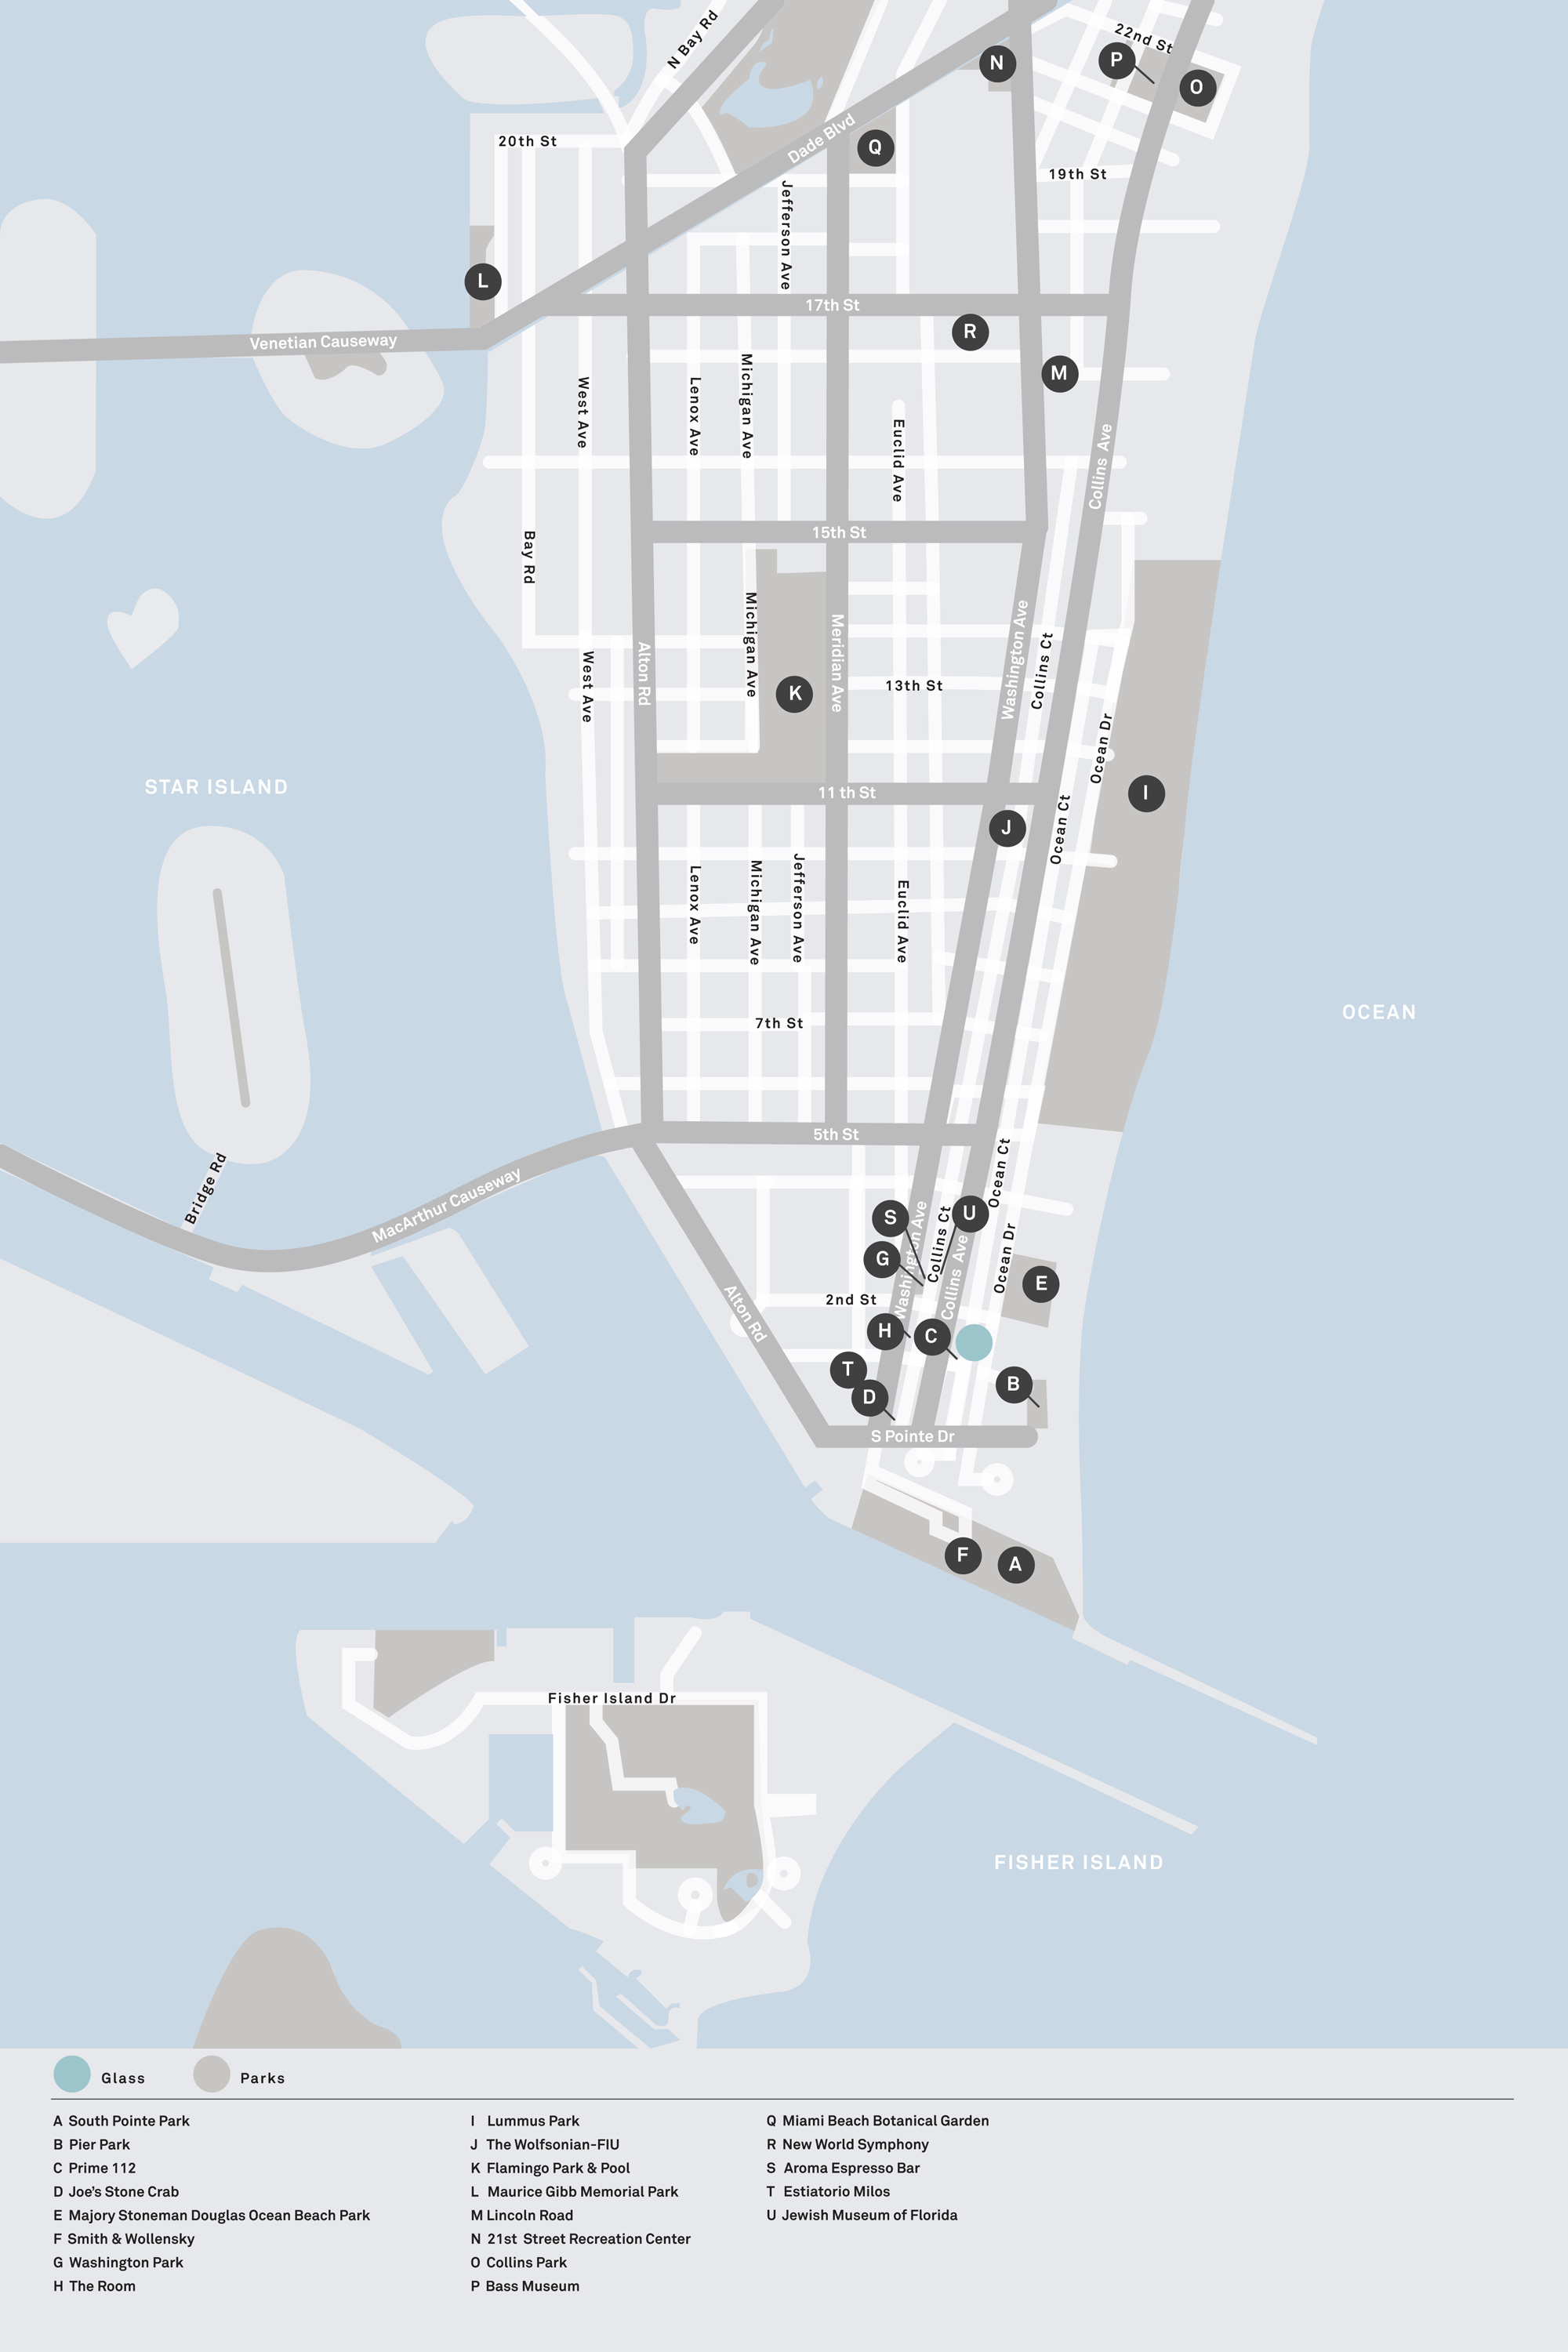 N Bay Rd
22nd St
N
P
O
20th St
Dade Blvd
Q
19th St
Jefferson Ave
L
17th St
R
Venetian Causeway
M
West Ave
Lenox Ave
Michigan Ave
Euclid Ave
Collins Ave
15th St
Bay Rd
Michigan Ave
Meridian Ave
Washington Ave
Collins Ct
Alton Rd
West Ave
K
13th St
Ocean Dr
STAR ISLAND
11 th St
I
J
Ocean Ct
Lenox Ave
Michigan Ave
Jefferson Ave
Euclid Ave
OCEAN
7th St
5th St
Bridge Rd
MacArthur Causeway
Ocean Ct
S
U
G
Washington Ave
Collins Ct
Collins Ave
Ocean Dr
E
2nd St
Alton Rd
H
C
T
D
B
S Pointe Dr
F
A
Fisher Island Dr
FISHER ISLAND
Glass
Parks
A South Pointe Park
B Pier Park
C Prime 112
D Joe's Stone Crab
E Majory Stoneman Douglas Ocean Beach Park
F Smith & Wollensky
G Washington Park
H The Room
I Lummus Park
J The Wolfsonian-FIU
K Flamingo Park & Pool
L Maurice Gibb Memorial Park
M Lincoln Road
N 21st Street Recreation Center
O Collins Park
P Bass Museum
Q Miami Beach Botanical Garden
R New World Symphony
S Aroma Espresso Bar
T Estiatorio Milos
U Jewish Museum of Florida